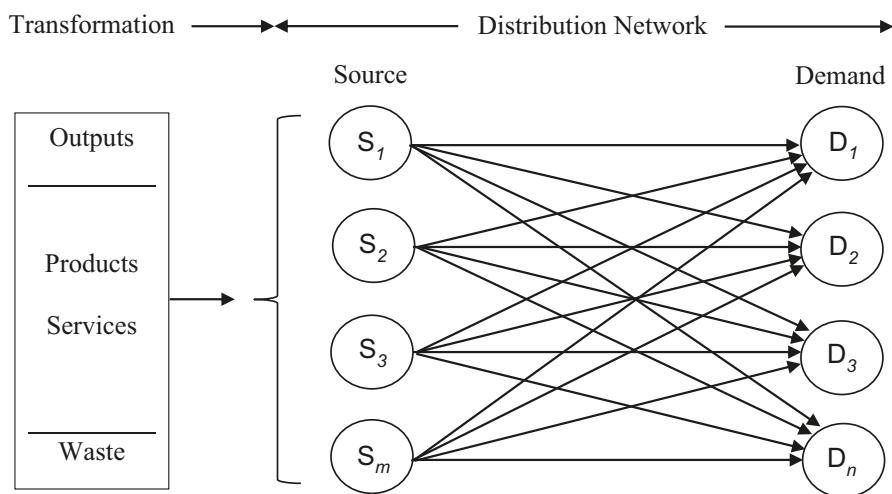 Transformation
Distribution Network
Source
Demand
Outputs
Products
Services
Waste
S1
S2
S3
Sm
D1
D2
D3
Dn